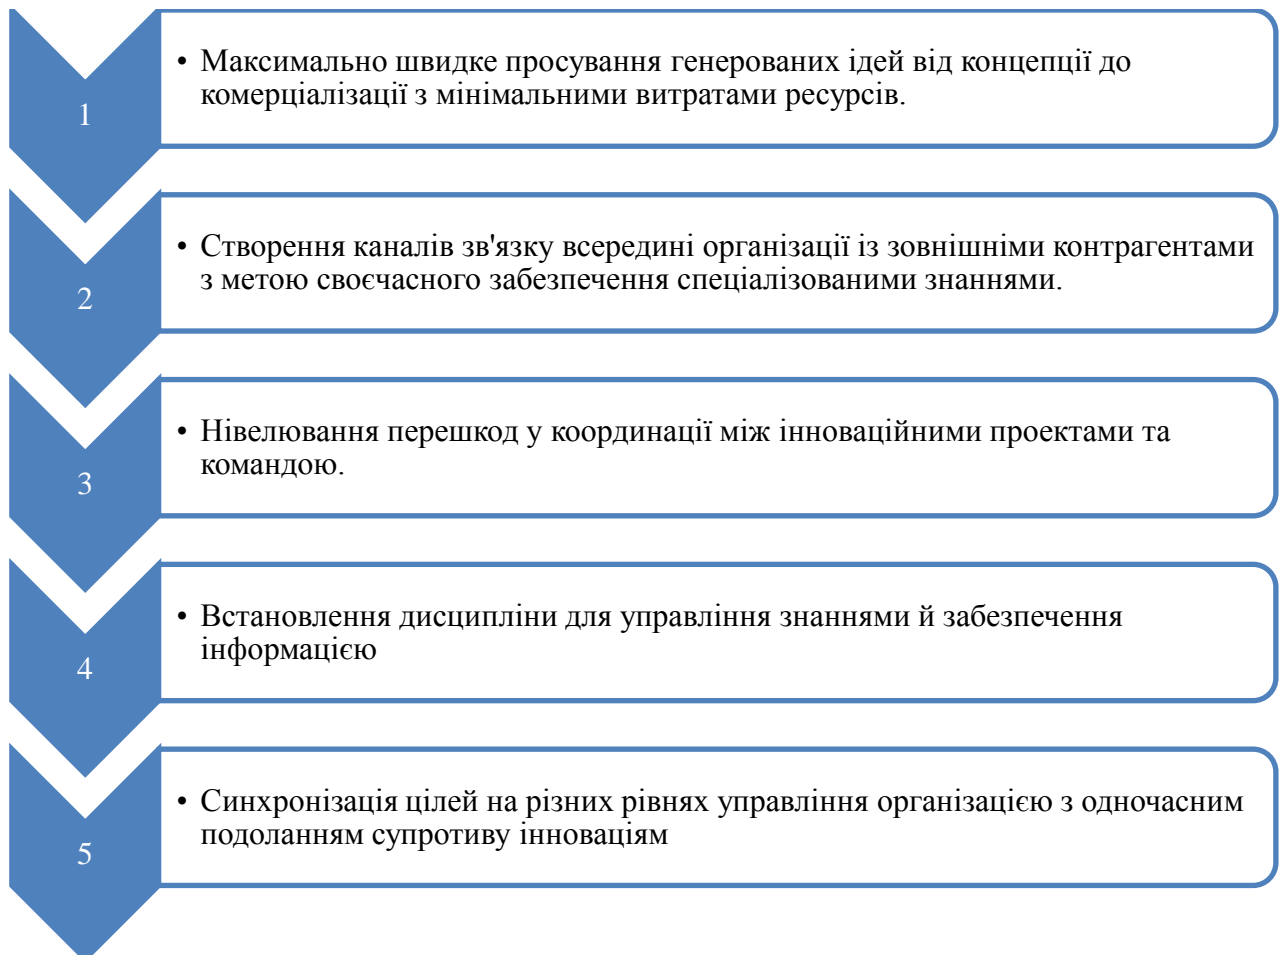 1
• Максимально швидке просування генерованих ідей від концепції до
комерціалізації з мінімальними витратами ресурсів.
2
• Створення каналів зв'язку всередині організації із зовнішніми контрагентами
з метою своєчасного забезпечення спеціалізованими знаннями.
3
• Нівелювання перешкод у координації між інноваційними проектами та
командою.
4
• Встановлення дисципліни для управління знаннями й забезпечення
інформацією
5
• Синхронізація цілей на різних рівнях управління організацією з одночасним
подоланням супротиву інноваціям